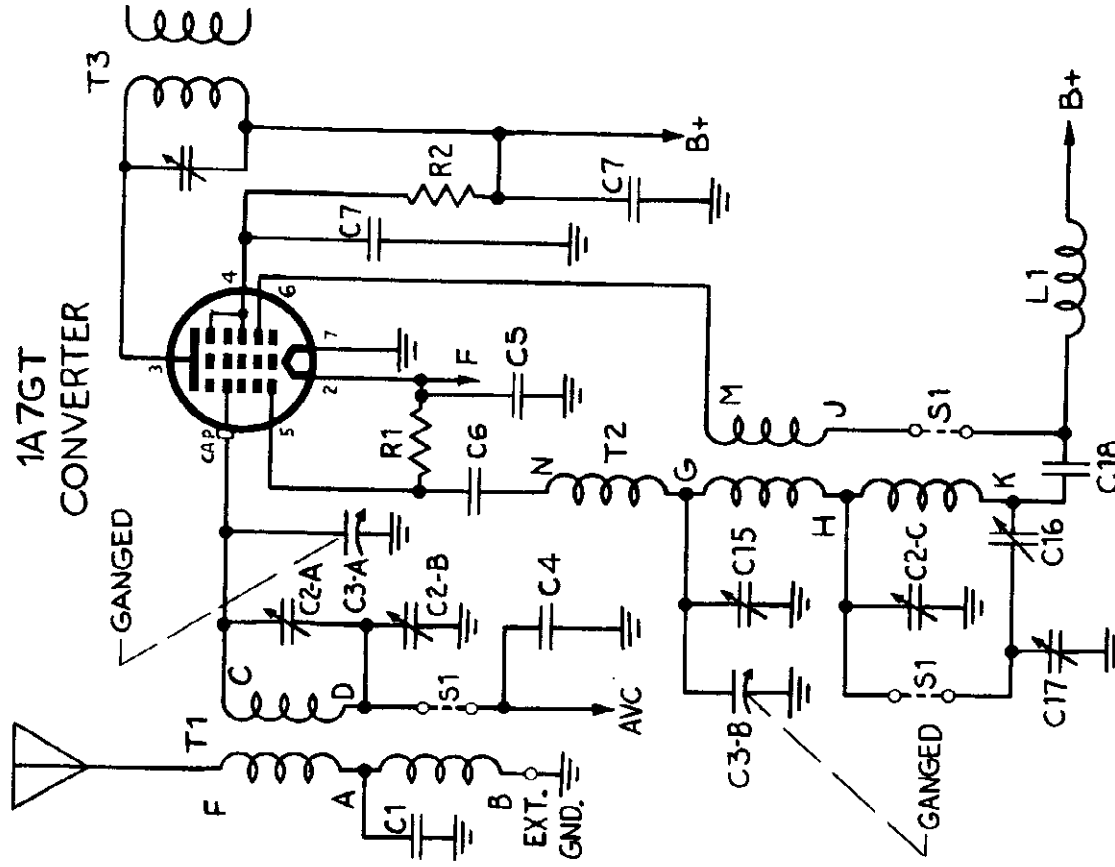 1A7GT
CONVERTER
T3
GANGED
CAP.
3
4
5
6
2
7
C7
R2
C7
B+
F
C5
R1
C6
T1
F
C
D
A
B
C1
EXT.
GND.
C2-A
C3-A
C2-B
S1
C4
AVC
N
T2
G
M
J
S1
H
K
C15
C3-B
C2-C
S1
C16
C17
C18
L1
B+
GANGED